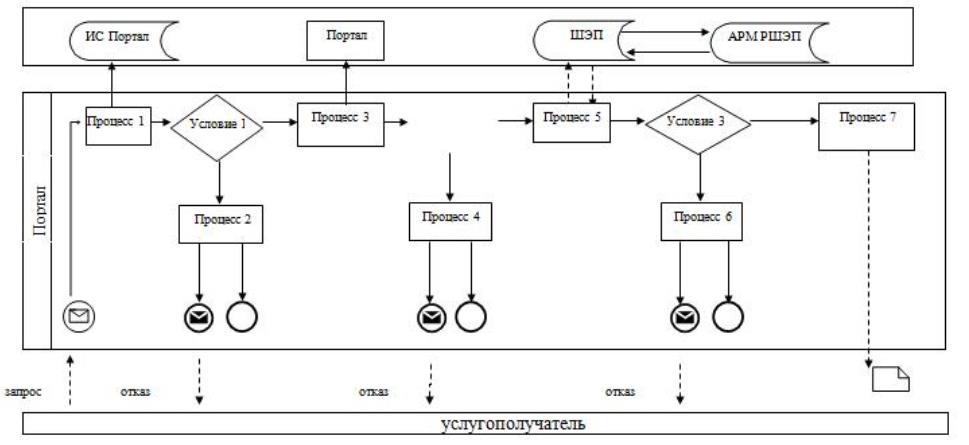 ИС Портал
Портал
ШЭП
АРМ РШЭП
Портал
Процесс 1
Условие 1
Процесс 3
Процесс 5
Условие 3
Процесс 7
Процесс 2
Процесс 4
Процесс 6
запрос
отказ
отказ
отказ
услугополучатель